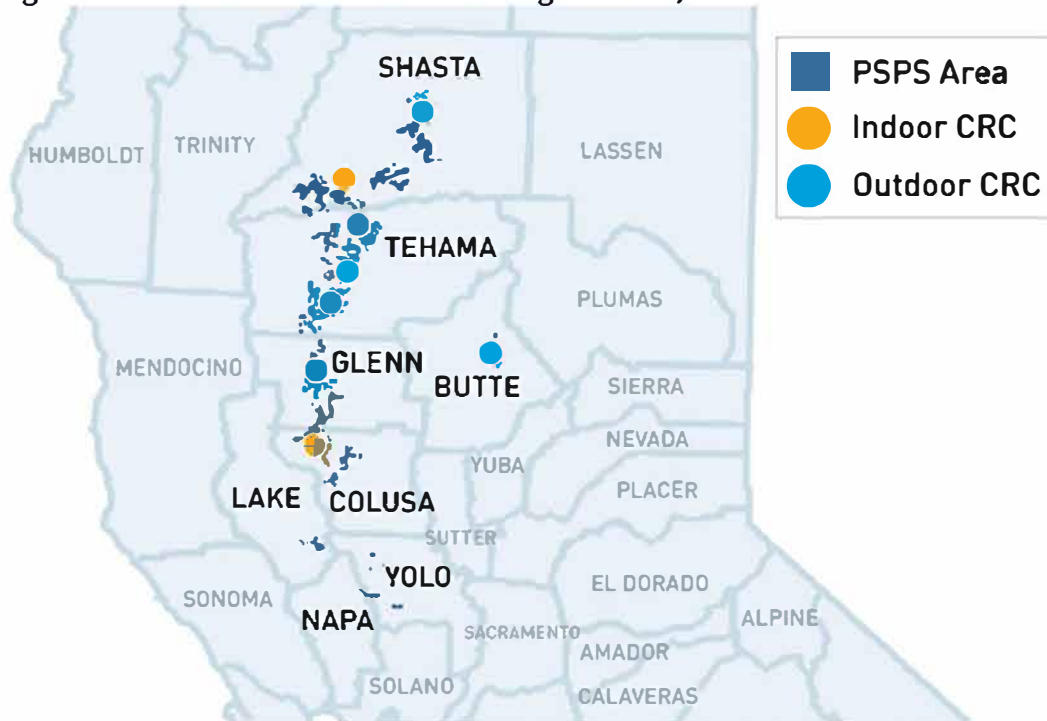 SHASTA
PSPS Area
Indoor CRC
Outdoor CRC
HUMBOLDT
TRINITY
LASSEN
TEHAMA
PLUMAS
MENDOCINO
GLENN
BUTTE
SIERRA
NEVADA
YUBA
PLACER
LAKE
COLUSA
SUTTER
YOLO
EL DORADO
SONOMA
NAPA
ALPINE
SACRAMENTO
AMADOR
SOLANO
CALAVERAS